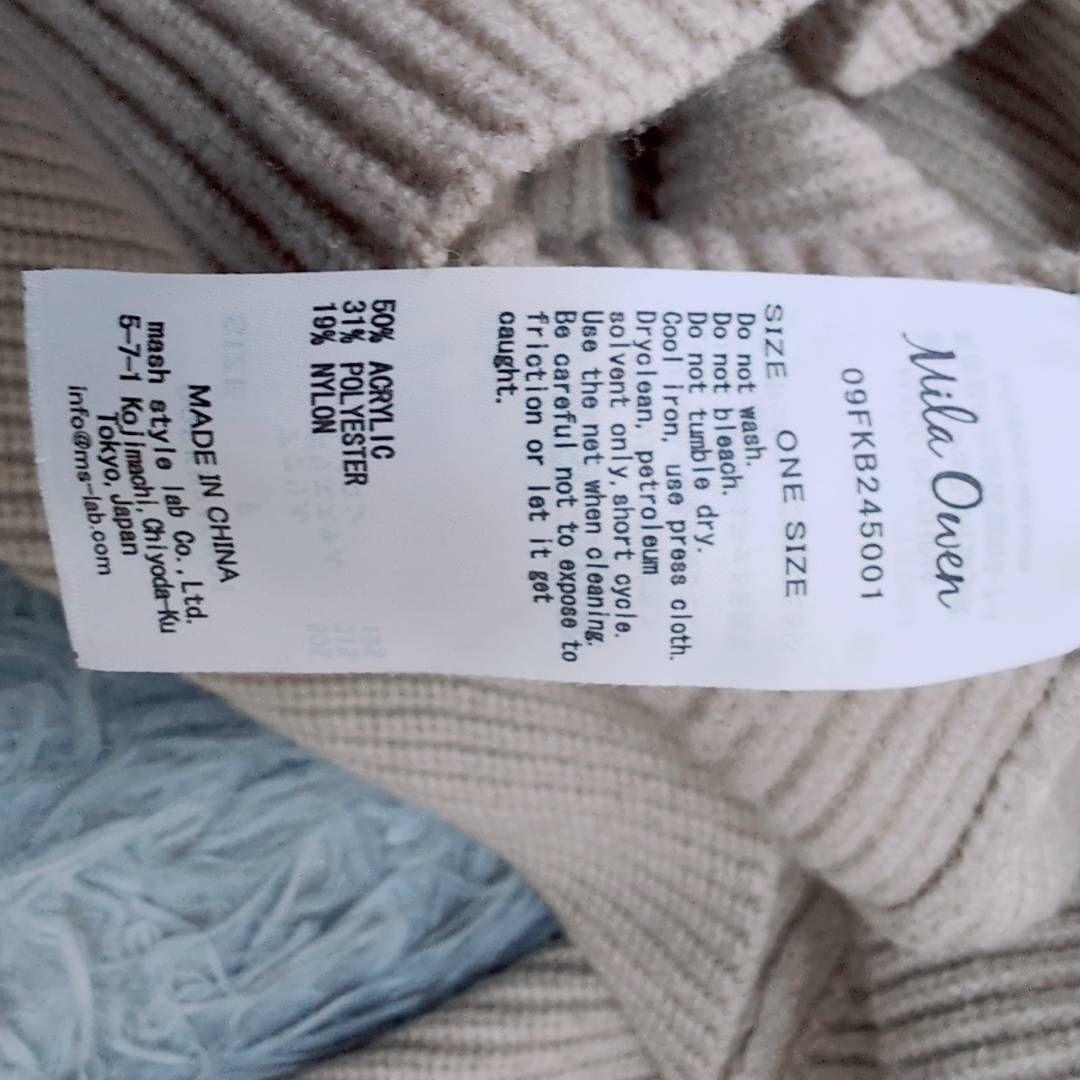 Mila Owen
09FKB245001
SIZE ONE SIZE
Do not wash.
Do not bleach.
Do not tumble dry.
Cool iron, use press cloth.
Dryclean, petroleum
solvent only, short cycle.
Use the net when cleaning.
Be careful not to expose to
friction or let it get
caught.
50% ACRYLIC
31% POLYESTER
19% NYLON
MADE IN CHINA
mash style lab Co., Ltd.
5-7-1 Kojimachi, Chiyoda-Ku
Tokyo, Japan
info@ms-lab.com